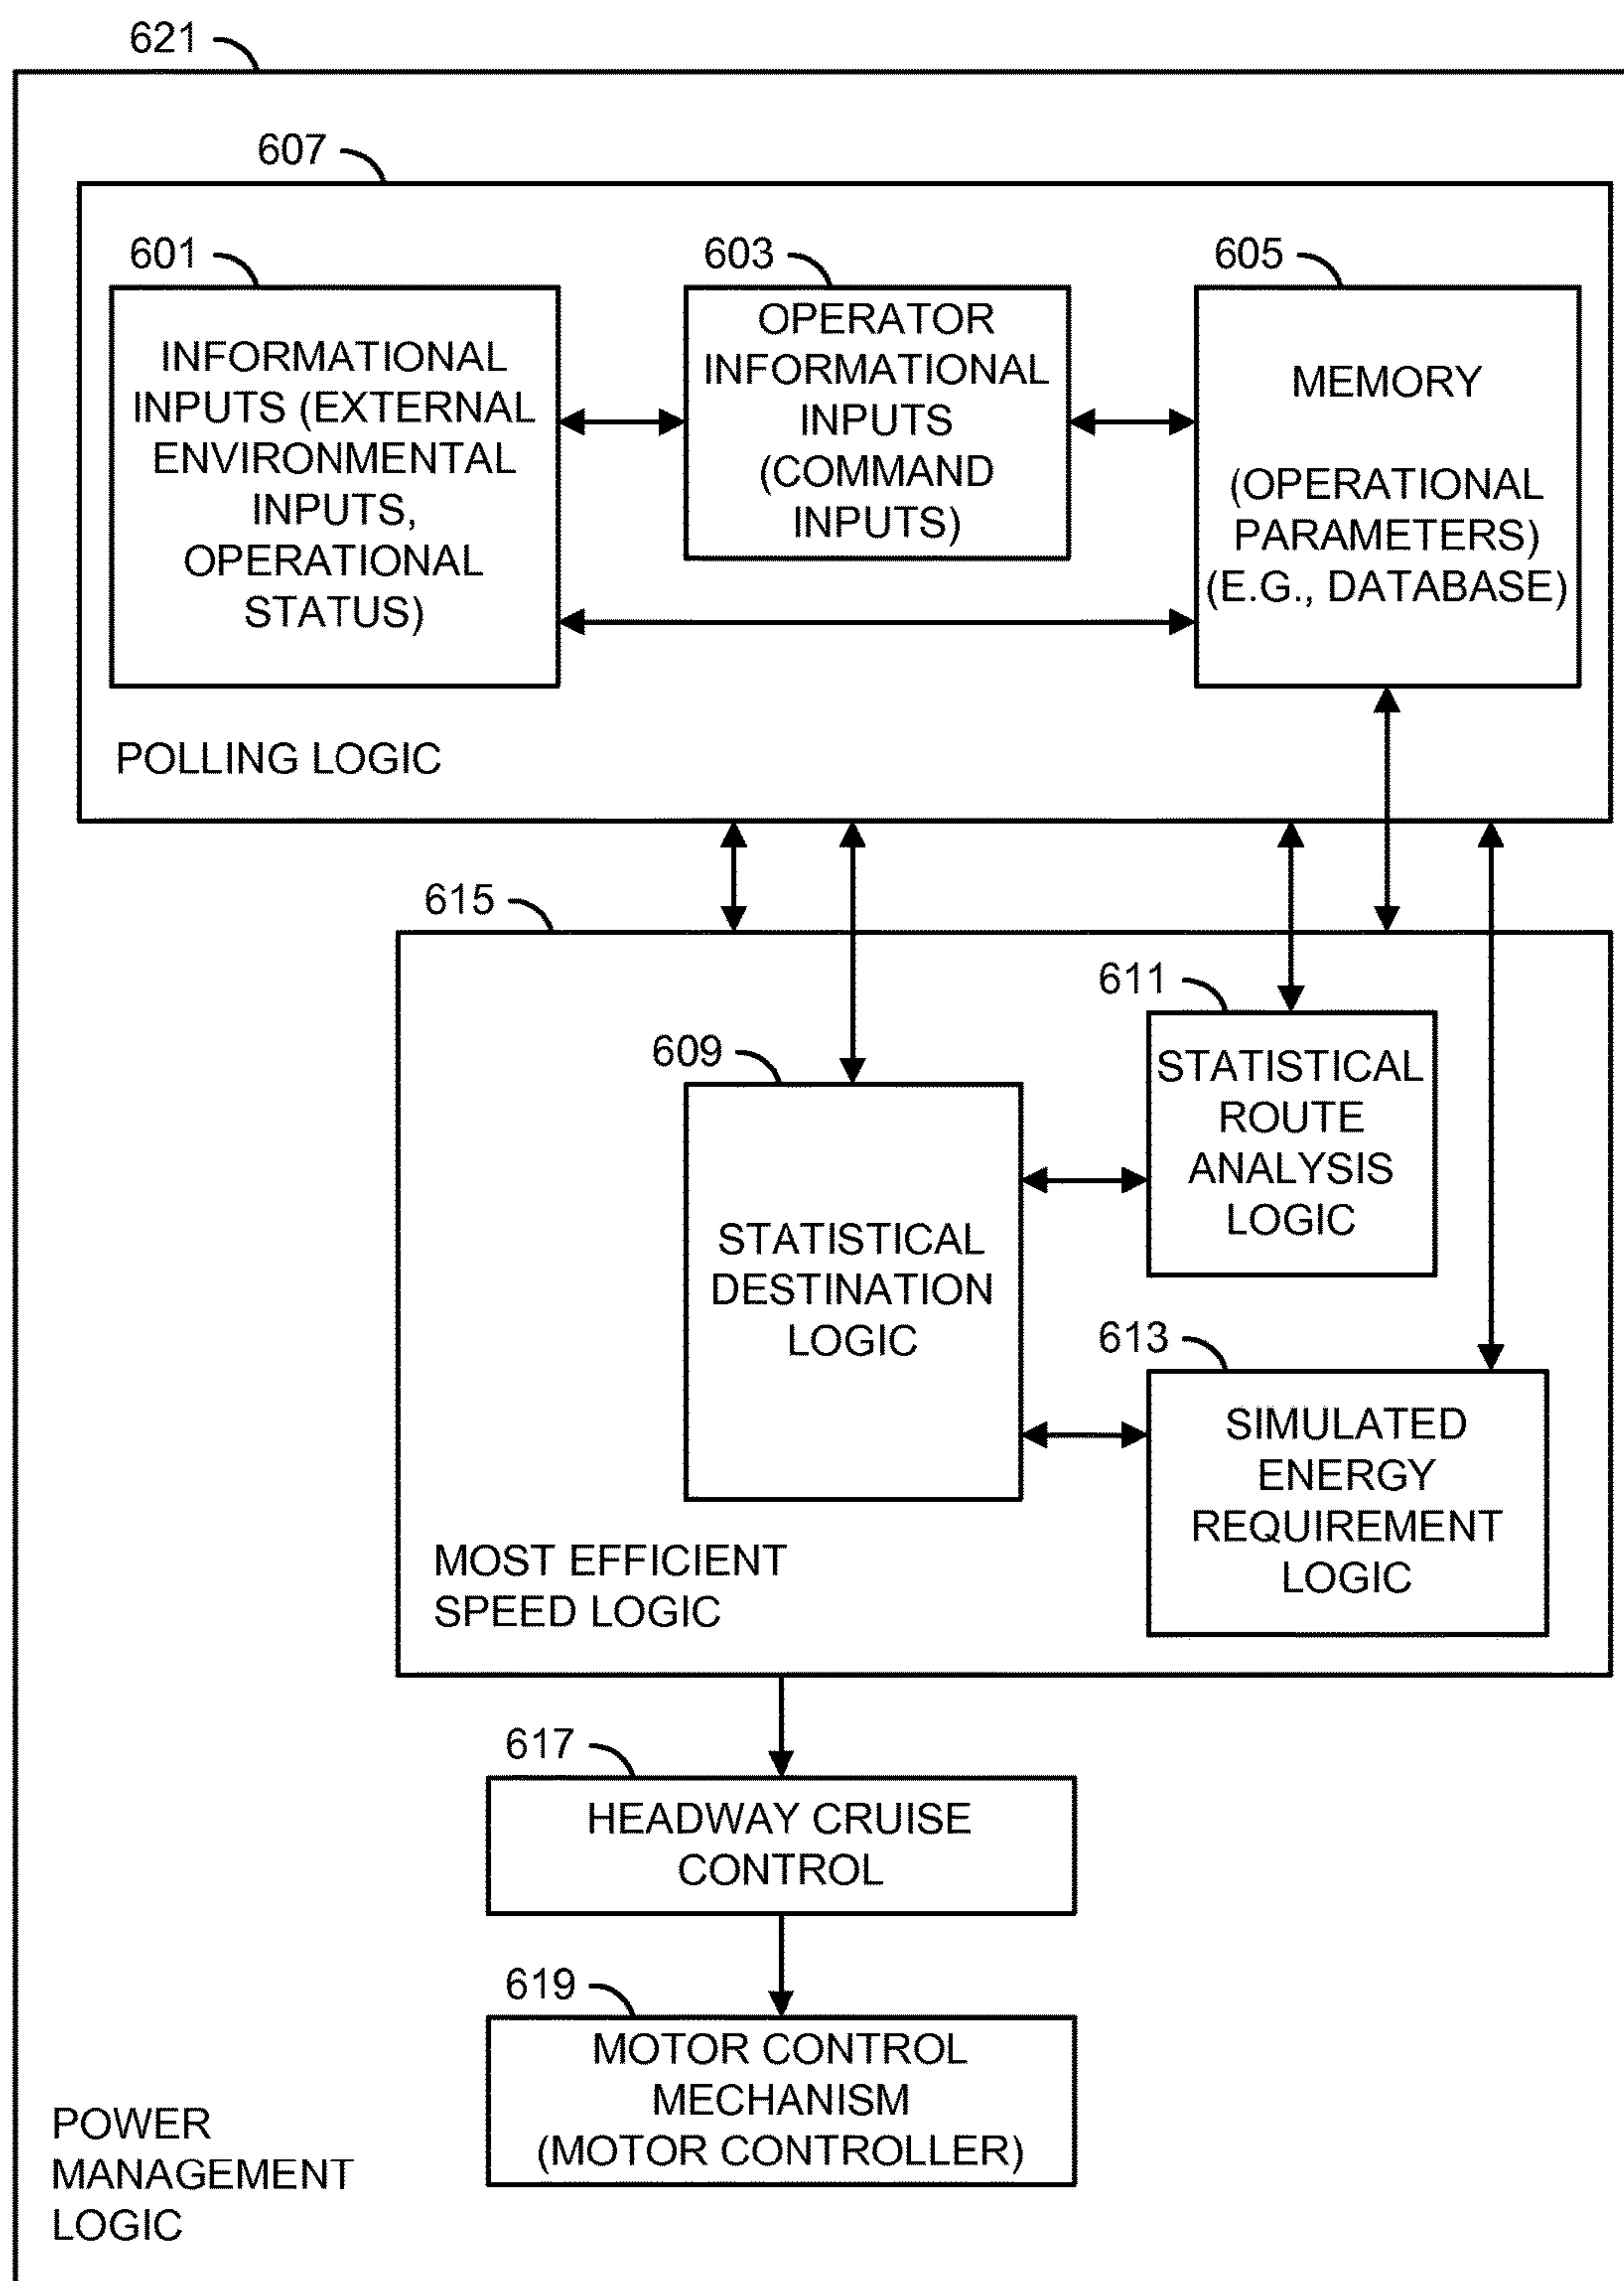 621
607
601
603
605
INFORMATIONAL
INPUTS (EXTERNAL
ENVIRONMENTAL
INPUTS,
OPERATIONAL
STATUS)
OPERATOR
INFORMATIONAL
INPUTS
(COMMAND
INPUTS)
MEMORY
(OPERATIONAL
PARAMETERS)
(E.G., DATABASE)
POLLING LOGIC
615
611
609
STATISTICAL
ROUTE
ANALYSIS
LOGIC
STATISTICAL
DESTINATION
LOGIC
613
SIMULATED
ENERGY
REQUIREMENT
LOGIC
MOST EFFICIENT
SPEED LOGIC
617
HEADWAY CRUISE
CONTROL
619
MOTOR CONTROL
MECHANISM
(MOTOR CONTROLLER)
POWER
MANAGEMENT
LOGIC